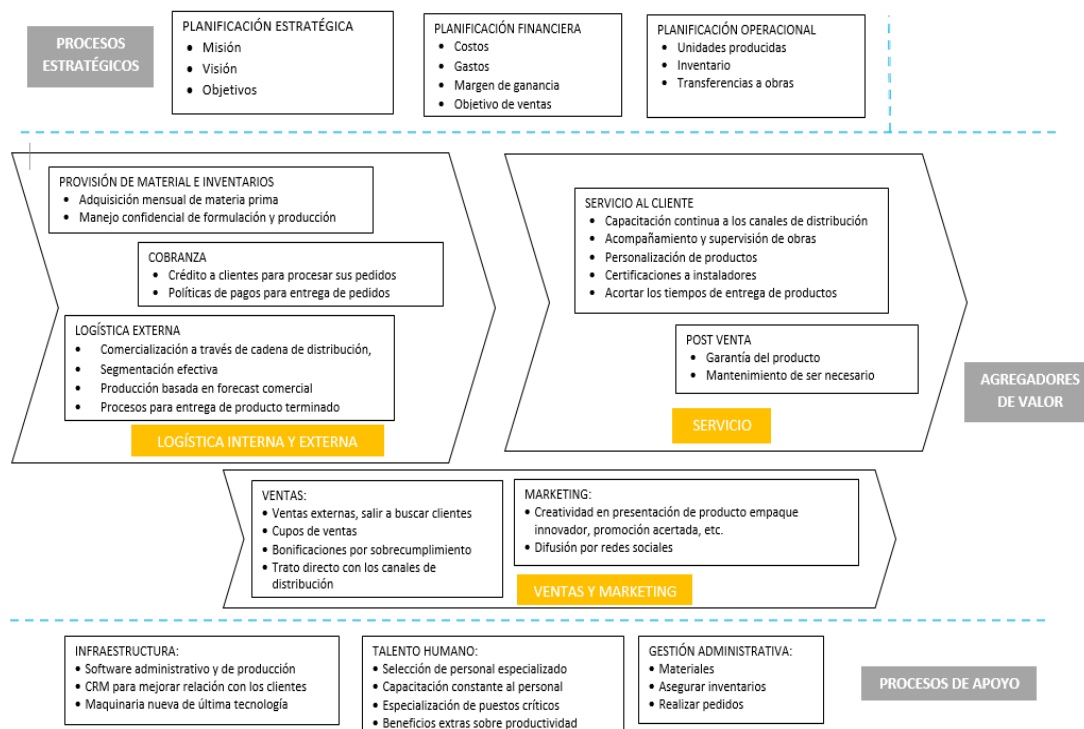 PROCESOS
ESTRATÉGICOS
PLANIFICACIÓN ESTRATÉGICA
• Misión
• Visión
• Objetivos
PLANIFICACIÓN FINANCIERA
• Costos
• Gastos
• Margen de ganancia
• Objetivo de ventas
PLANIFICACIÓN OPERACIONAL
• Unidades producidas
• Inventario
• Transferencias a obras
PROVISIÓN DE MATERIAL E INVENTARIOS
• Adquisición mensual de materia prima
• Manejo confidencial de formulación y producción
COBRANZA
• Crédito a clientes para procesar sus pedidos
• Políticas de pagos para entrega de pedidos
LOGÍSTICA EXTERNA
• Comercialización a través de cadena de distribución,
• Segmentación efectiva
• Producción basada en forecast comercial
• Procesos para entrega de producto terminado
LOGÍSTICA INTERNA Y EXTERNA
SERVICIO AL CLIENTE
• Capacitación continua a los canales de distribución
• Acompañamiento y supervisión de obras
• Personalización de productos
• Certificaciones a instaladores
• Acortar los tiempos de entrega de productos
POST VENTA
• Garantía del producto
• Mantenimiento de ser necesario
SERVICIO
AGREGADORES
DE VALOR
VENTAS:
• Ventas externas, salir a buscar clientes
• Cupos de ventas
• Bonificaciones por sobrecumplimiento
• Trato directo con los canales de
distribución
MARKETING:
• Creatividad en presentación de producto empaque
innovador, promoción acertada, etc.
• Difusión por redes sociales
VENTAS Y MARKETING
INFRAESTRUCTURA:
• Software administrativo y de producción
• CRM para mejorar relación con los clientes
• Maquinaria nueva de última tecnología
TALENTO HUMANO:
• Selección de personal especializado
• Capacitación constante al personal
• Especialización de puestos críticos
• Beneficios extras sobre productividad
GESTIÓN ADMINISTRATIVA:
• Materiales
• Asegurar inventarios
• Realizar pedidos
PROCESOS DE APOYO